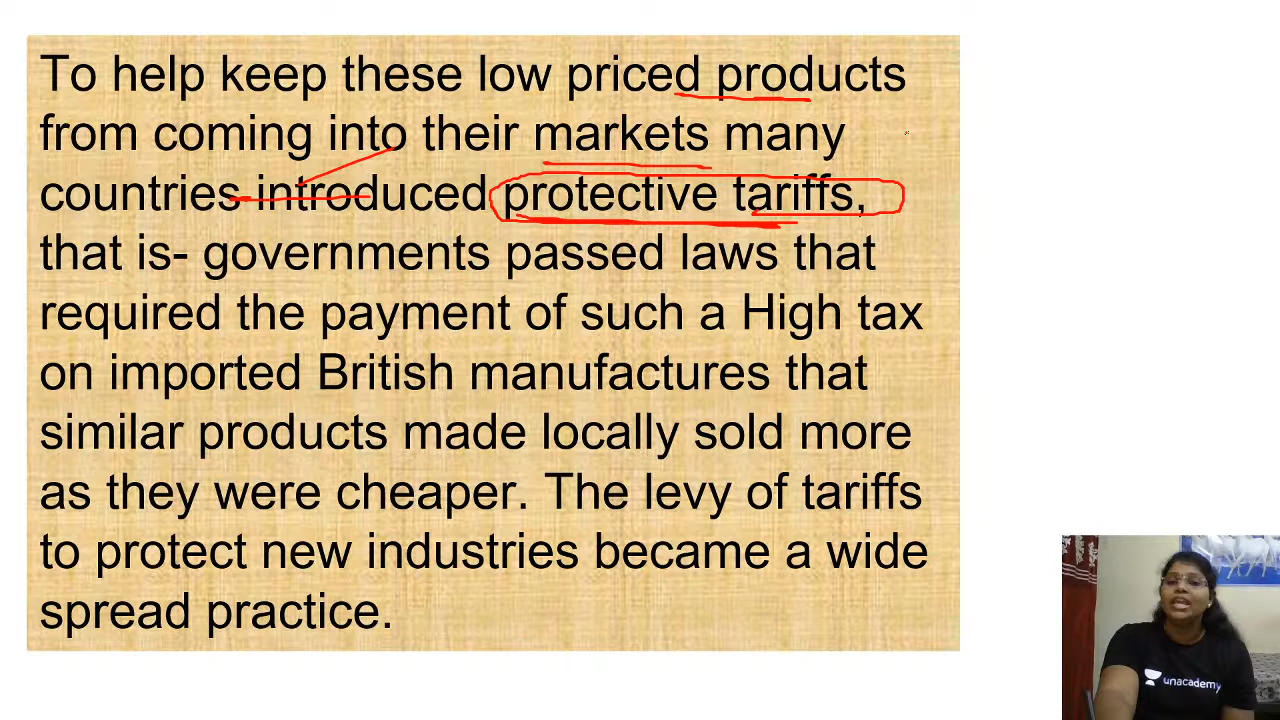 To help keep these low priced products
from coming into their markets many
countries introduced protective tariffs,
that is- governments passed laws that
required the payment of such a High tax
on imported British manufactures that
similar products made locally sold more
as they were cheaper. The levy of tariffs
to protect new industries became a wide
spread practice.
unacademy